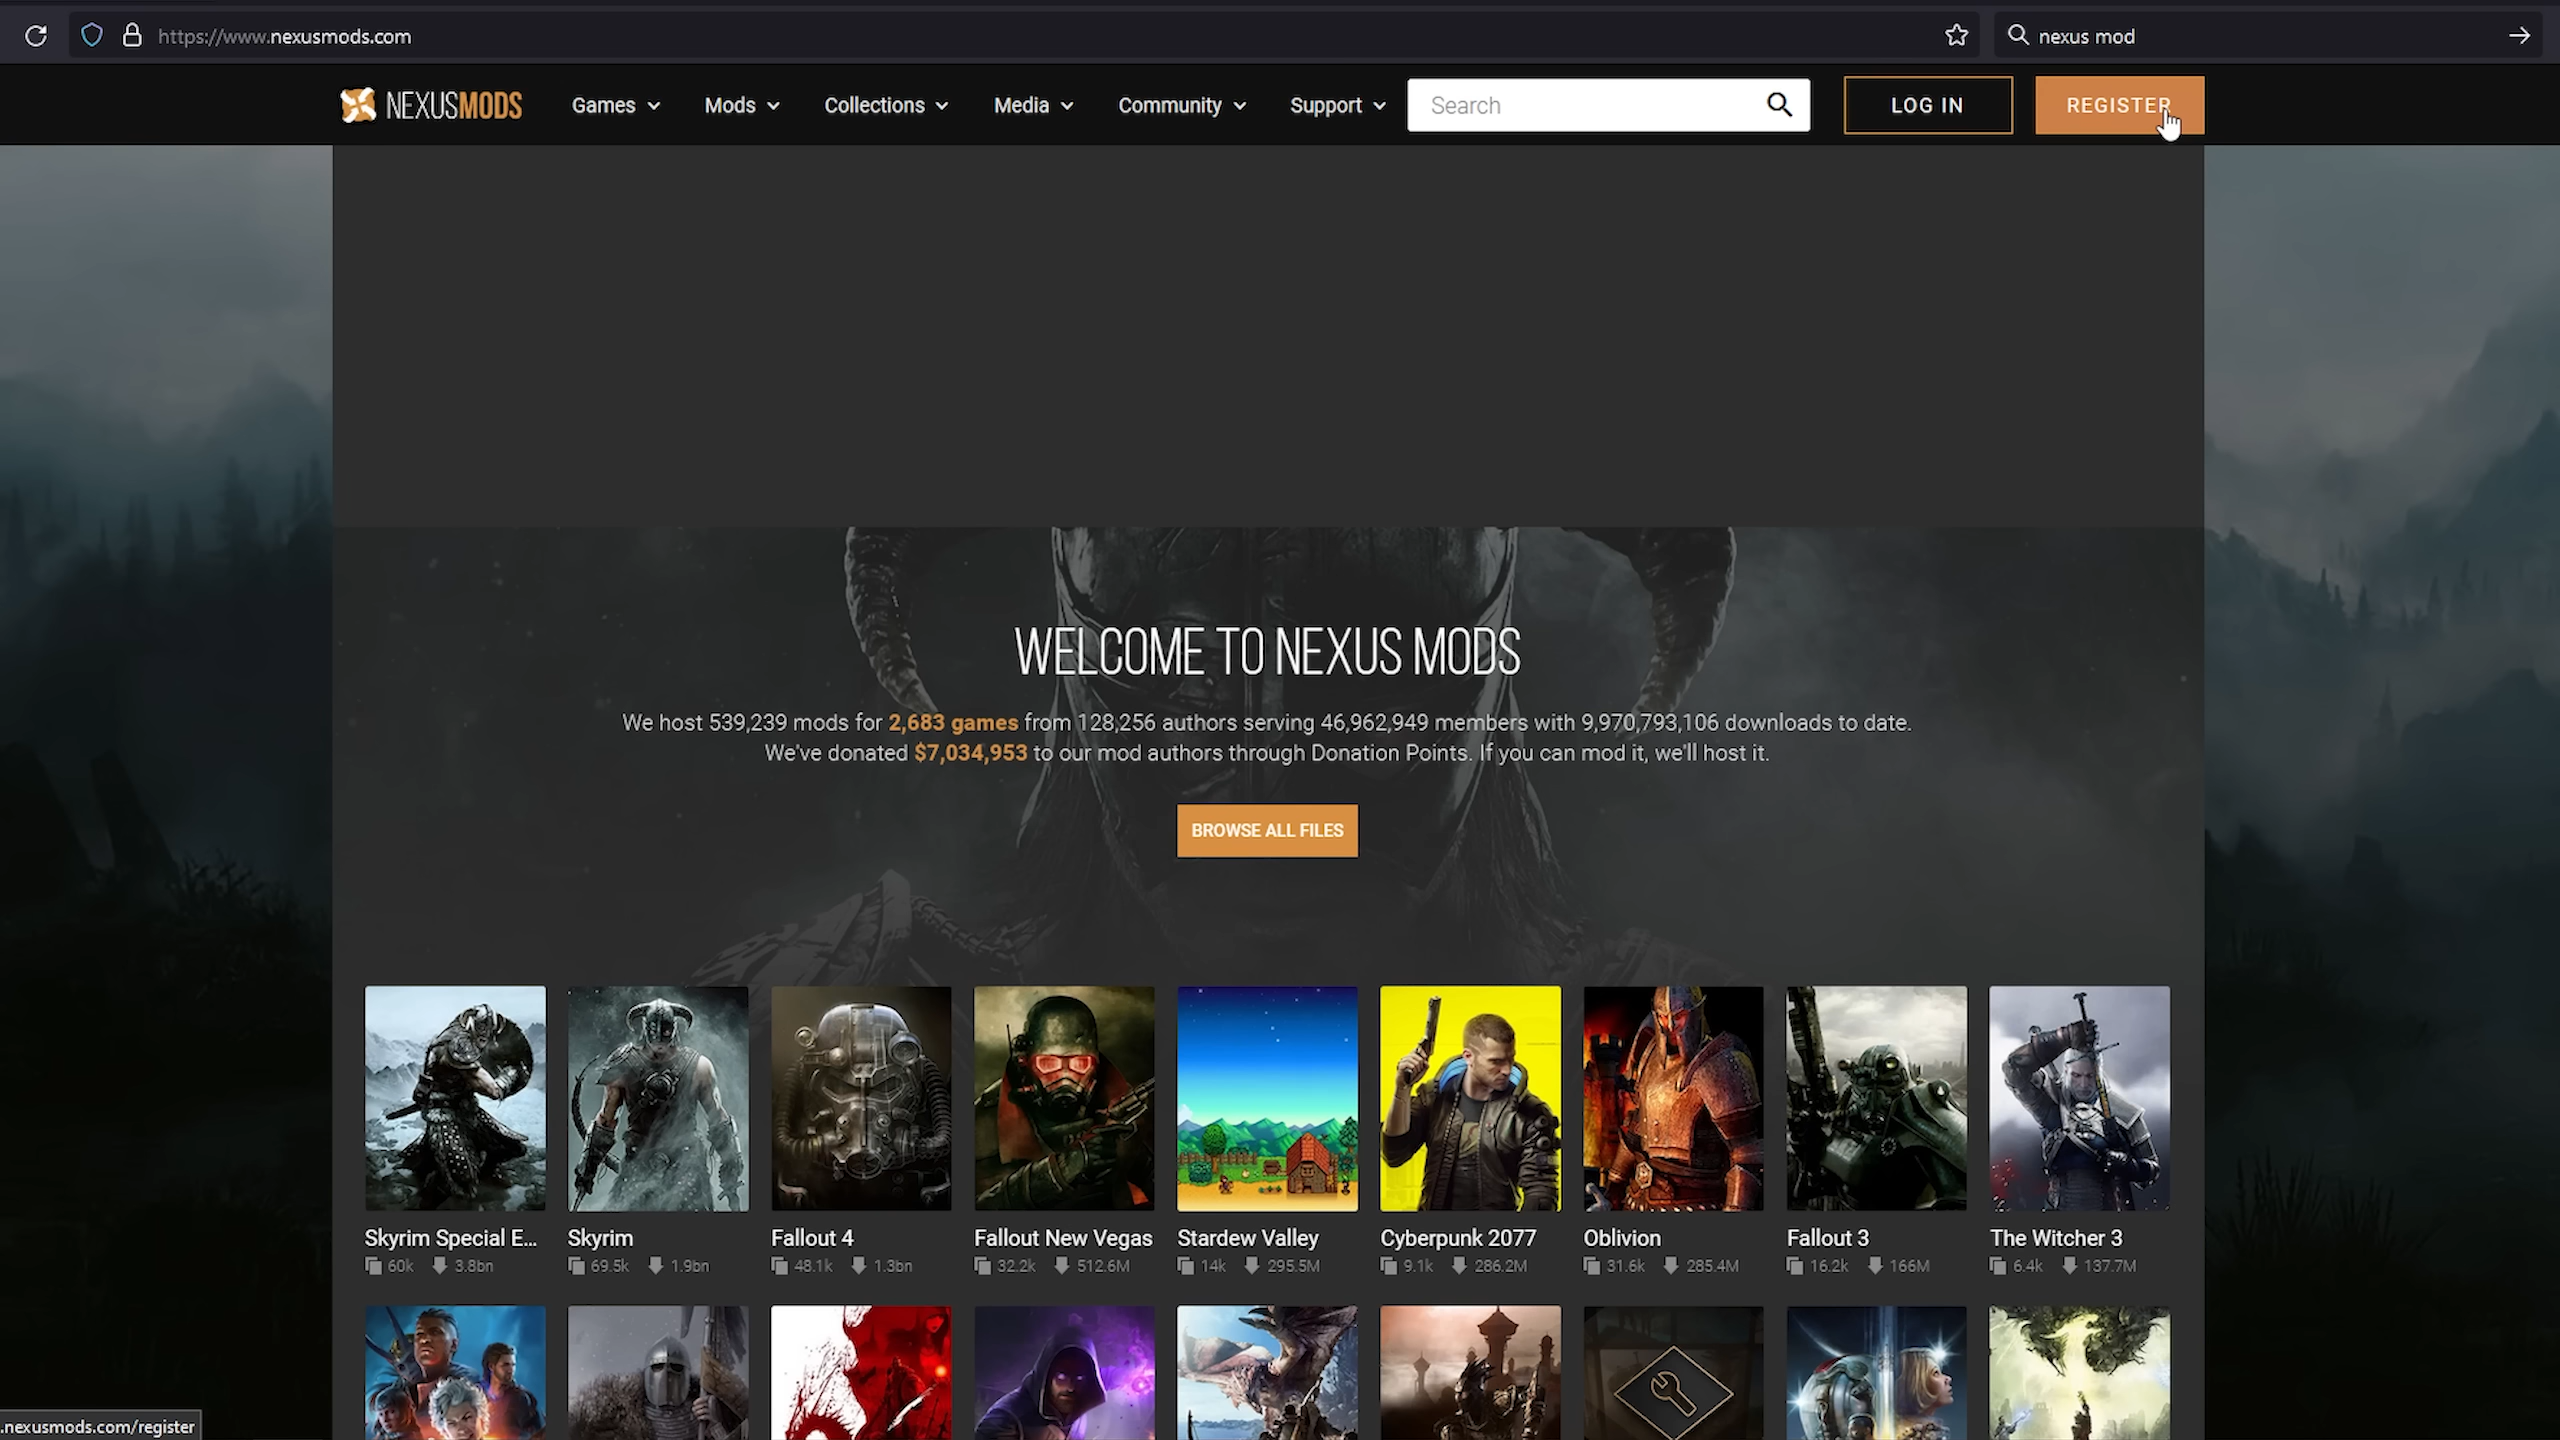 https://www.nexusmods.com
nexus mod
NEXUSMODS
Games
Mods
Collections
Media
Community
Support
Search
LOG IN
REGISTER
WELCOME TO NEXUS MODS
We host 539,239 mods for 2,683 games from 128,256 authors serving 46,962,949 members with 9,970,793,106 downloads to date.
We've donated $7,034,953 to our mod authors through Donation Points. If you can mod it, we'll host it.
BROWSE ALL FILES
Skyrim Special E...
60k 3.8bn
Skyrim
69.5k 1.9bn
Fallout 4
48.1k 1.3bn
Fallout New Vegas
32.2k 512.6M
Stardew Valley
14k 295.5M
Cyberpunk 2077
9.1k 286.2M
Oblivion
31.6k 285.4M
Fallout 3
16.2k 166M
The Witcher 3
6.4k 137.7M
.nexusmods.com/register